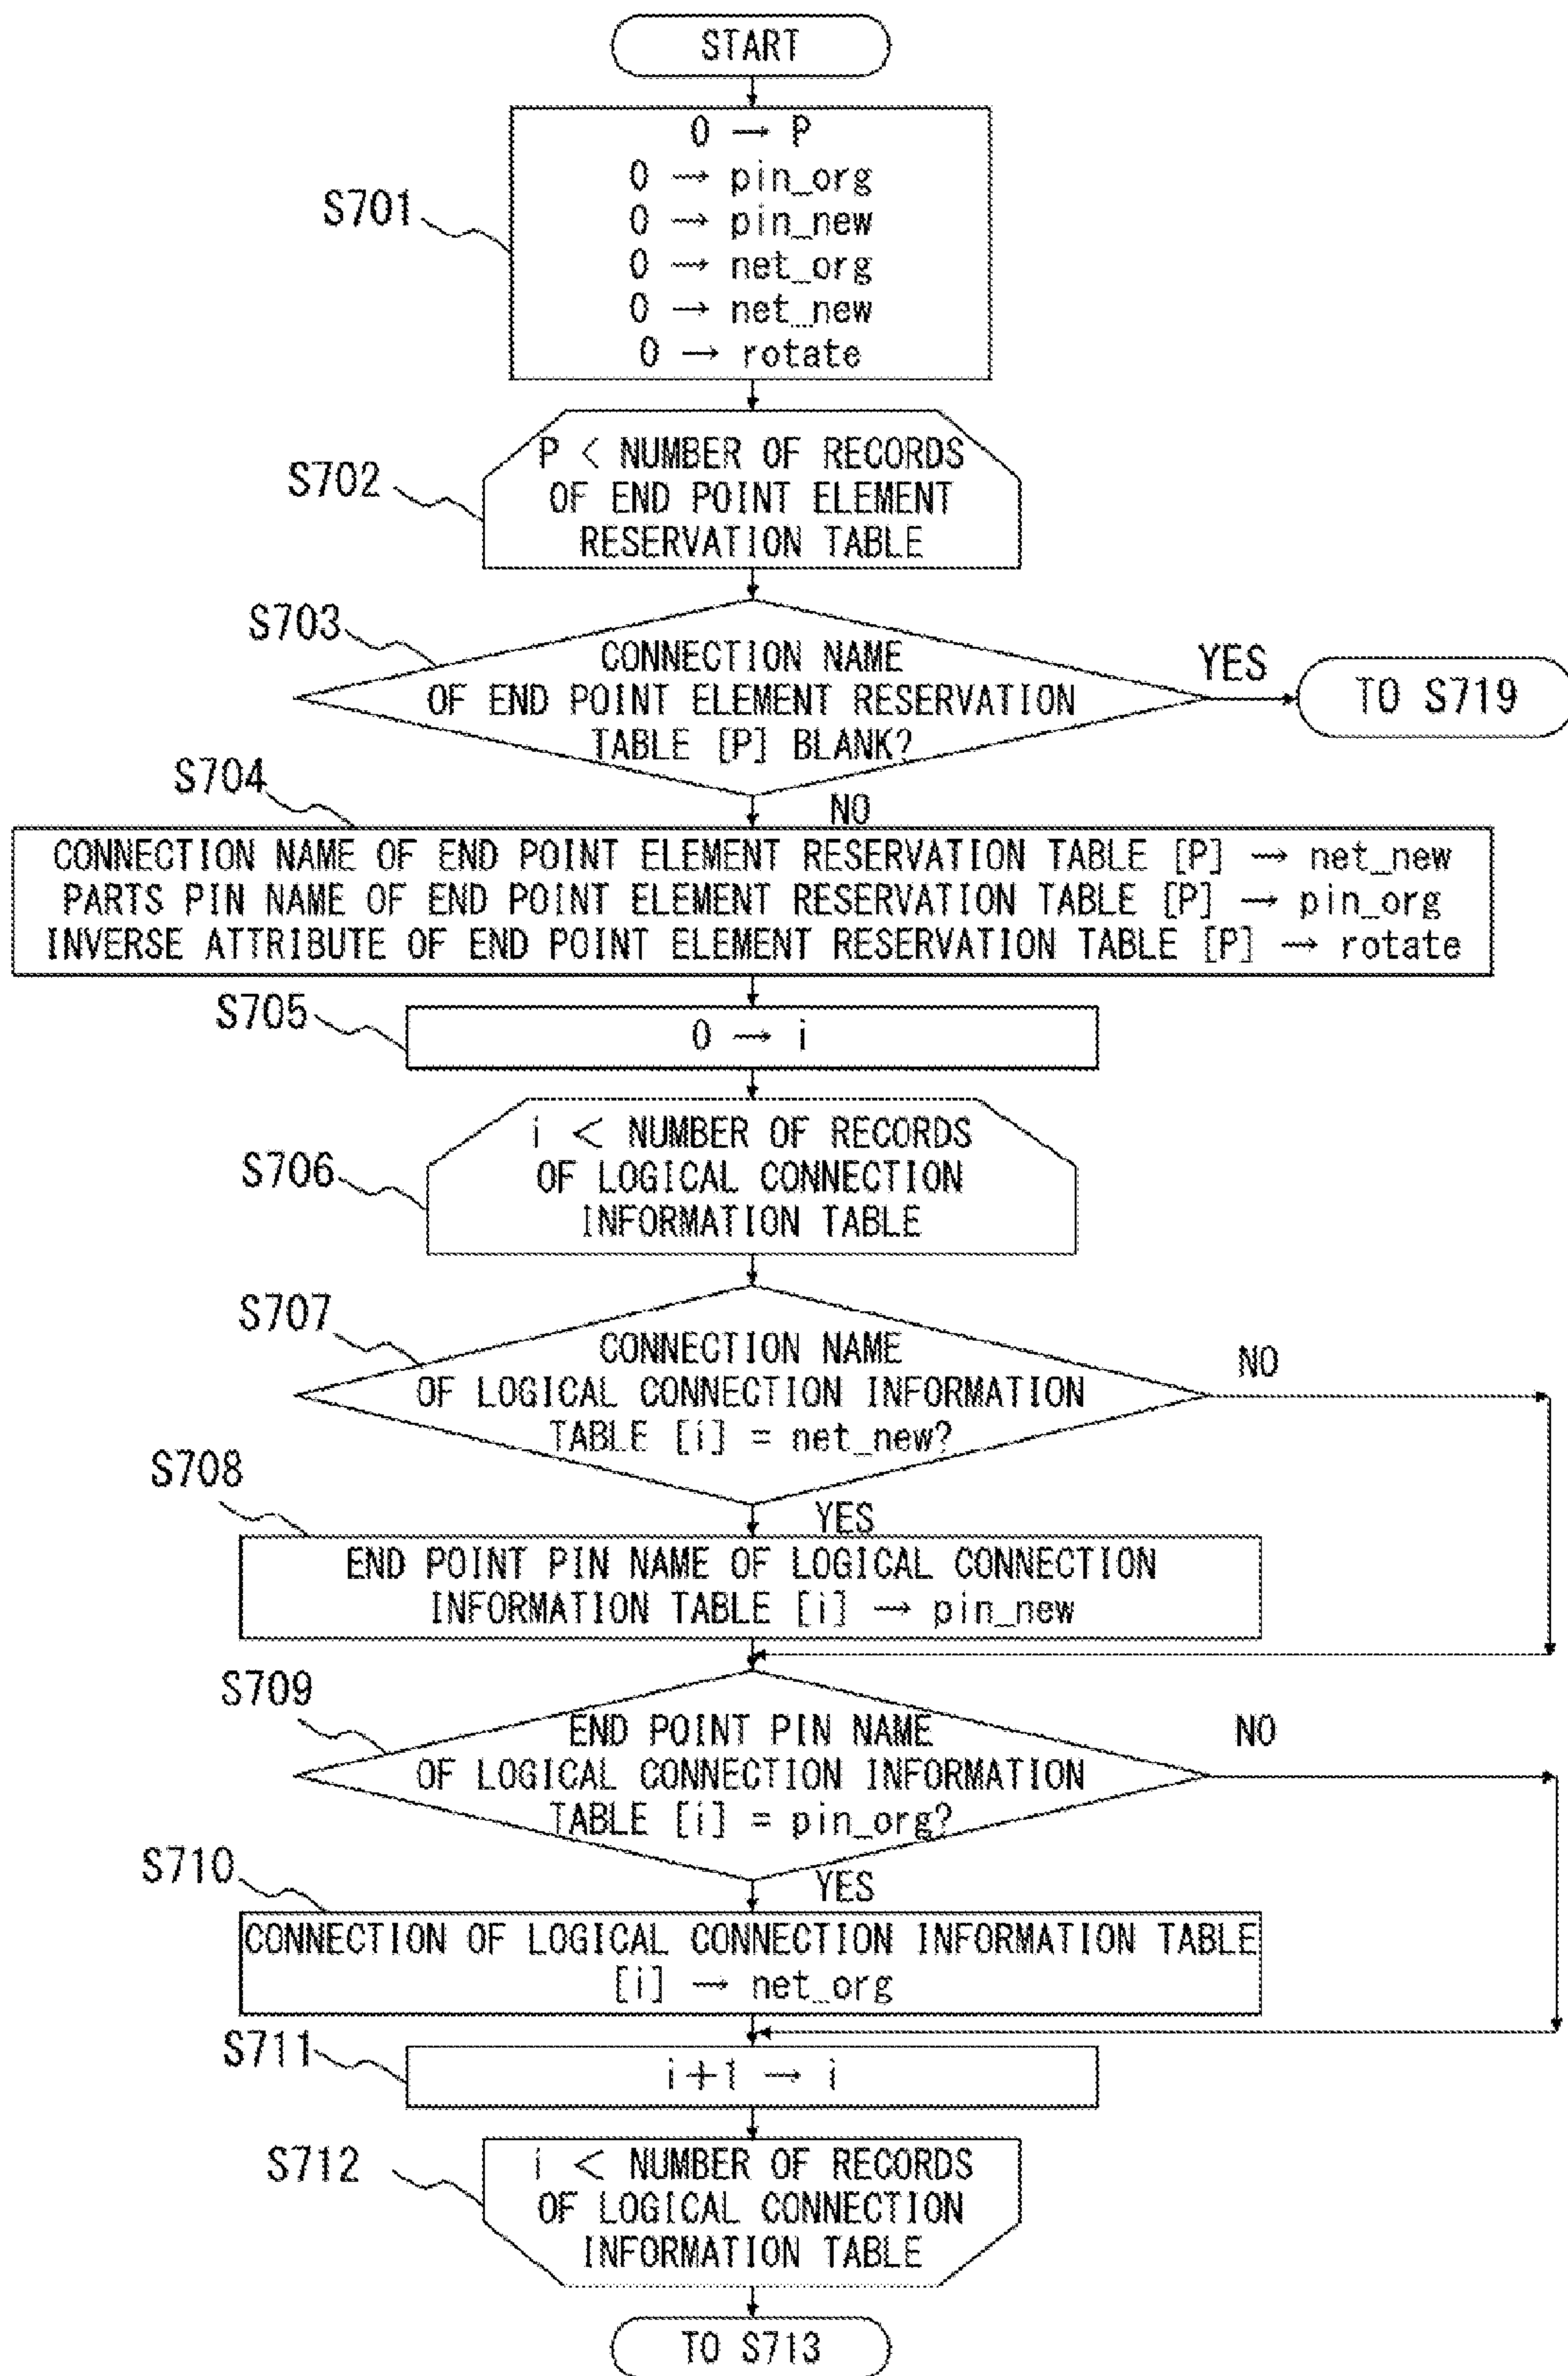 START
S701
0 → P
0 → pin_org
0 → pin_new
0 → net_org
0 → net_new
0 → rotate
S702
P < NUMBER OF RECORDS
OF END POINT ELEMENT
RESERVATION TABLE
S703
CONNECTION NAME
OF END POINT ELEMENT RESERVATION
TABLE [P] BLANK?
YES
TO S719
NO
S704
CONNECTION NAME OF END POINT ELEMENT RESERVATION TABLE [P] → net_new
PARTS PIN NAME OF END POINT ELEMENT RESERVATION TABLE [P] → pin_org
INVERSE ATTRIBUTE OF END POINT ELEMENT RESERVATION TABLE [P] → rotate
S705
0 → i
S706
i < NUMBER OF RECORDS
OF LOGICAL CONNECTION
INFORMATION TABLE
S707
CONNECTION NAME
OF LOGICAL CONNECTION INFORMATION
TABLE [i] = net_new?
NO
YES
S708
END POINT PIN NAME OF LOGICAL CONNECTION
INFORMATION TABLE [i] → pin_new
S709
END POINT PIN NAME
OF LOGICAL CONNECTION INFORMATION
TABLE [i] = pin_org?
NO
YES
S710
CONNECTION OF LOGICAL CONNECTION INFORMATION TABLE
[i] → net_org
S711
i+1 → i
S712
i < NUMBER OF RECORDS
OF LOGICAL CONNECTION
INFORMATION TABLE
TO S713